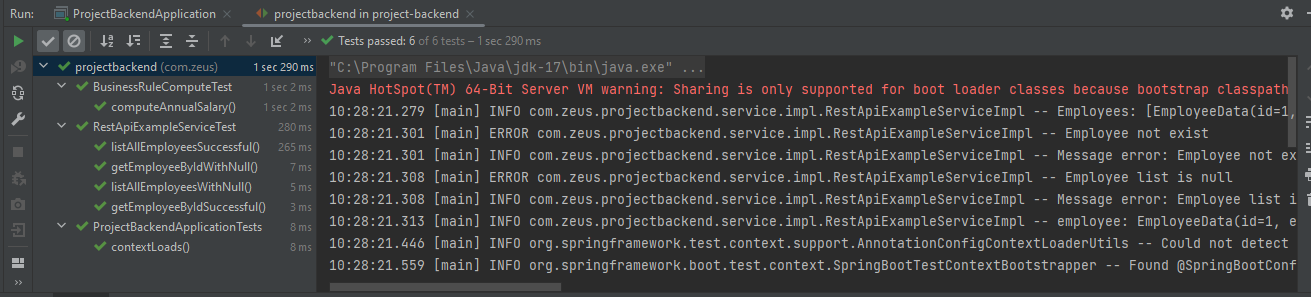 Run: ProjectBackendApplication × projectbackend in project-backend ×
» Tests passed: 6 of 6 tests – 1 sec 290 ms
projectbackend (com.zeus) 1 sec 290 ms
BusinessRuleComputeTest 1 sec 2 ms
computeAnnualSalary() 1 sec 2 ms
RestApiExampleServiceTest 280 ms
listAllEmployeesSuccessful() 265 ms
getEmployeeByIdWithNull() 7 ms
listAllEmployeesWithNull() 5 ms
getEmployeeByIdSuccessful() 3 ms
ProjectBackendApplicationTests 8 ms
contextLoads() 8 ms
"C:\Program Files\Java\jdk-17\bin\java.exe" ...
Java HotSpot(TM) 64-Bit Server VM warning: Sharing is only supported for boot loader classes because bootstrap classpath
10:28:21.279 [main] INFO com.zeus.projectbackend.service.impl.RestApiExampleServiceImpl -- Employees: [EmployeeData(id=1,
10:28:21.301 [main] ERROR com.zeus.projectbackend.service.impl.RestApiExampleServiceImpl -- Employee not exist
10:28:21.301 [main] INFO com.zeus.projectbackend.service.impl.RestApiExampleServiceImpl -- Message error: Employee not ex
10:28:21.308 [main] ERROR com.zeus.projectbackend.service.impl.RestApiExampleServiceImpl -- Employee list is null
10:28:21.308 [main] INFO com.zeus.projectbackend.service.impl.RestApiExampleServiceImpl -- Message error: Employee list i
10:28:21.313 [main] INFO com.zeus.projectbackend.service.impl.RestApiExampleServiceImpl -- employee: EmployeeData(id=1, e
10:28:21.446 [main] INFO org.springframework.test.context.support.AnnotationConfigContextLoaderUtils -- Could not detect
10:28:21.559 [main] INFO org.springframework.boot.test.context.SpringBootTestContextBootstrapper -- Found @SpringBootConf